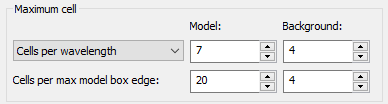 Maximum cell
Model: Background:
Cells per wavelength 7 4
Cells per max model box edge: 20 4